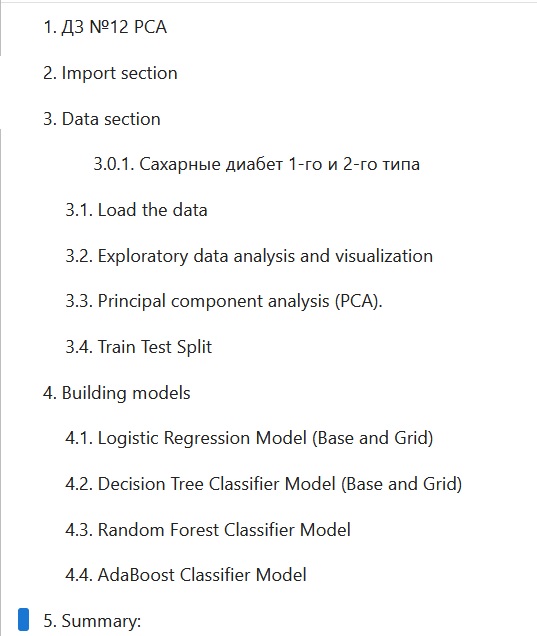 1. ДЗ №12 PCA
2. Import section
3. Data section
3.0.1. Сахарные диабет 1-го и 2-го типа
3.1. Load the data
3.2. Exploratory data analysis and visualization
3.3. Principal component analysis (PCA).
3.4. Train Test Split
4. Building models
4.1. Logistic Regression Model (Base and Grid)
4.2. Decision Tree Classifier Model (Base and Grid)
4.3. Random Forest Classifier Model
4.4. AdaBoost Classifier Model
5. Summary: